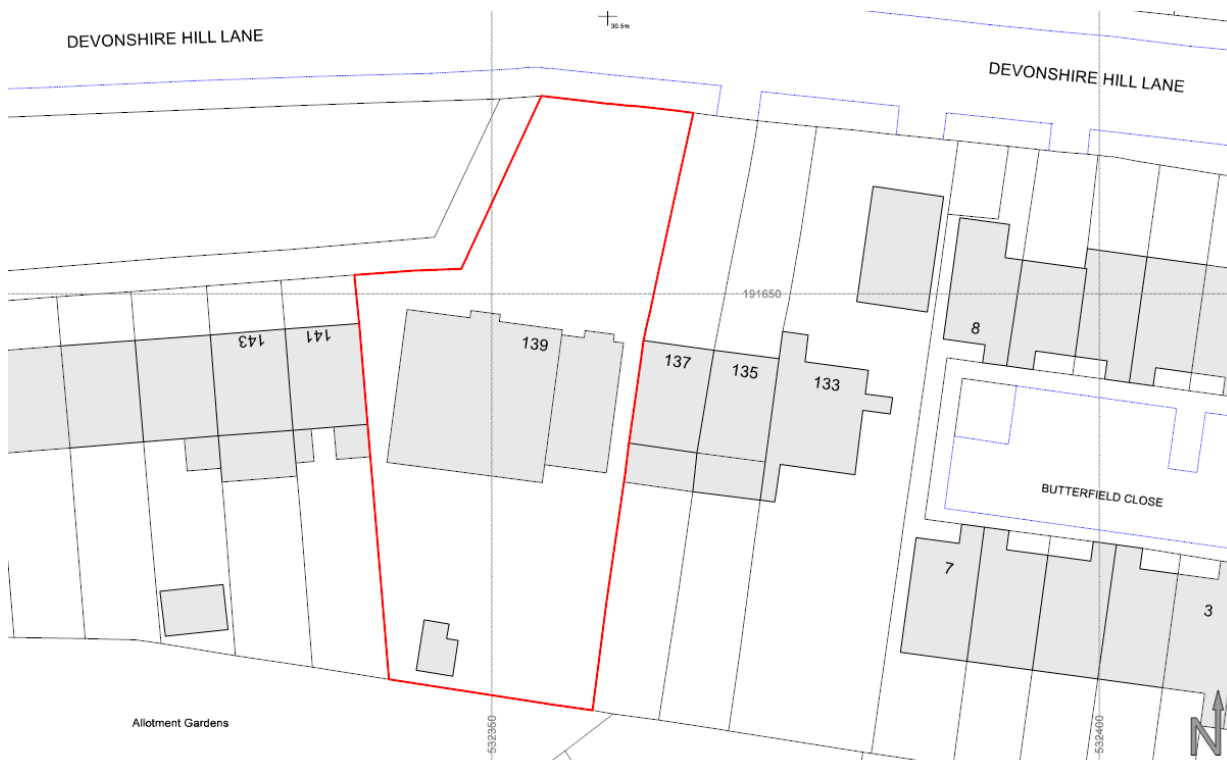 DEVONSHIRE HILL LANE
30.5m
DEVONSHIRE HILL LANE
191650
143
141
139
137
135
133
8
BUTTERFIELD CLOSE
7
3
Allotment Gardens
532350
532400
N